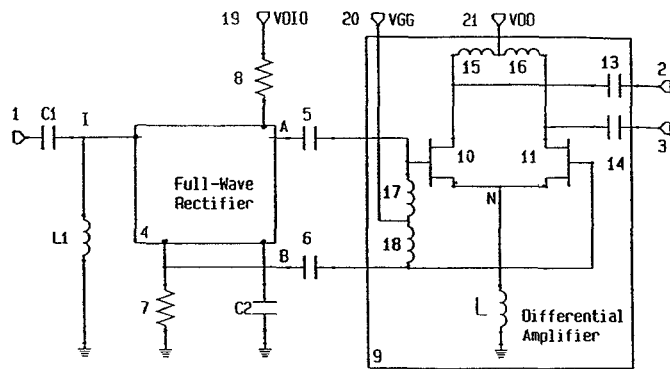 19 VDIO 20 VGG 21 VDD
8 15 16 13 2
1 C1 I A 5
3
Full-Wave
Rectifier
10 11 14
17
N
L1 4 B 6 18
7 C2 L
Differential
Amplifier
9